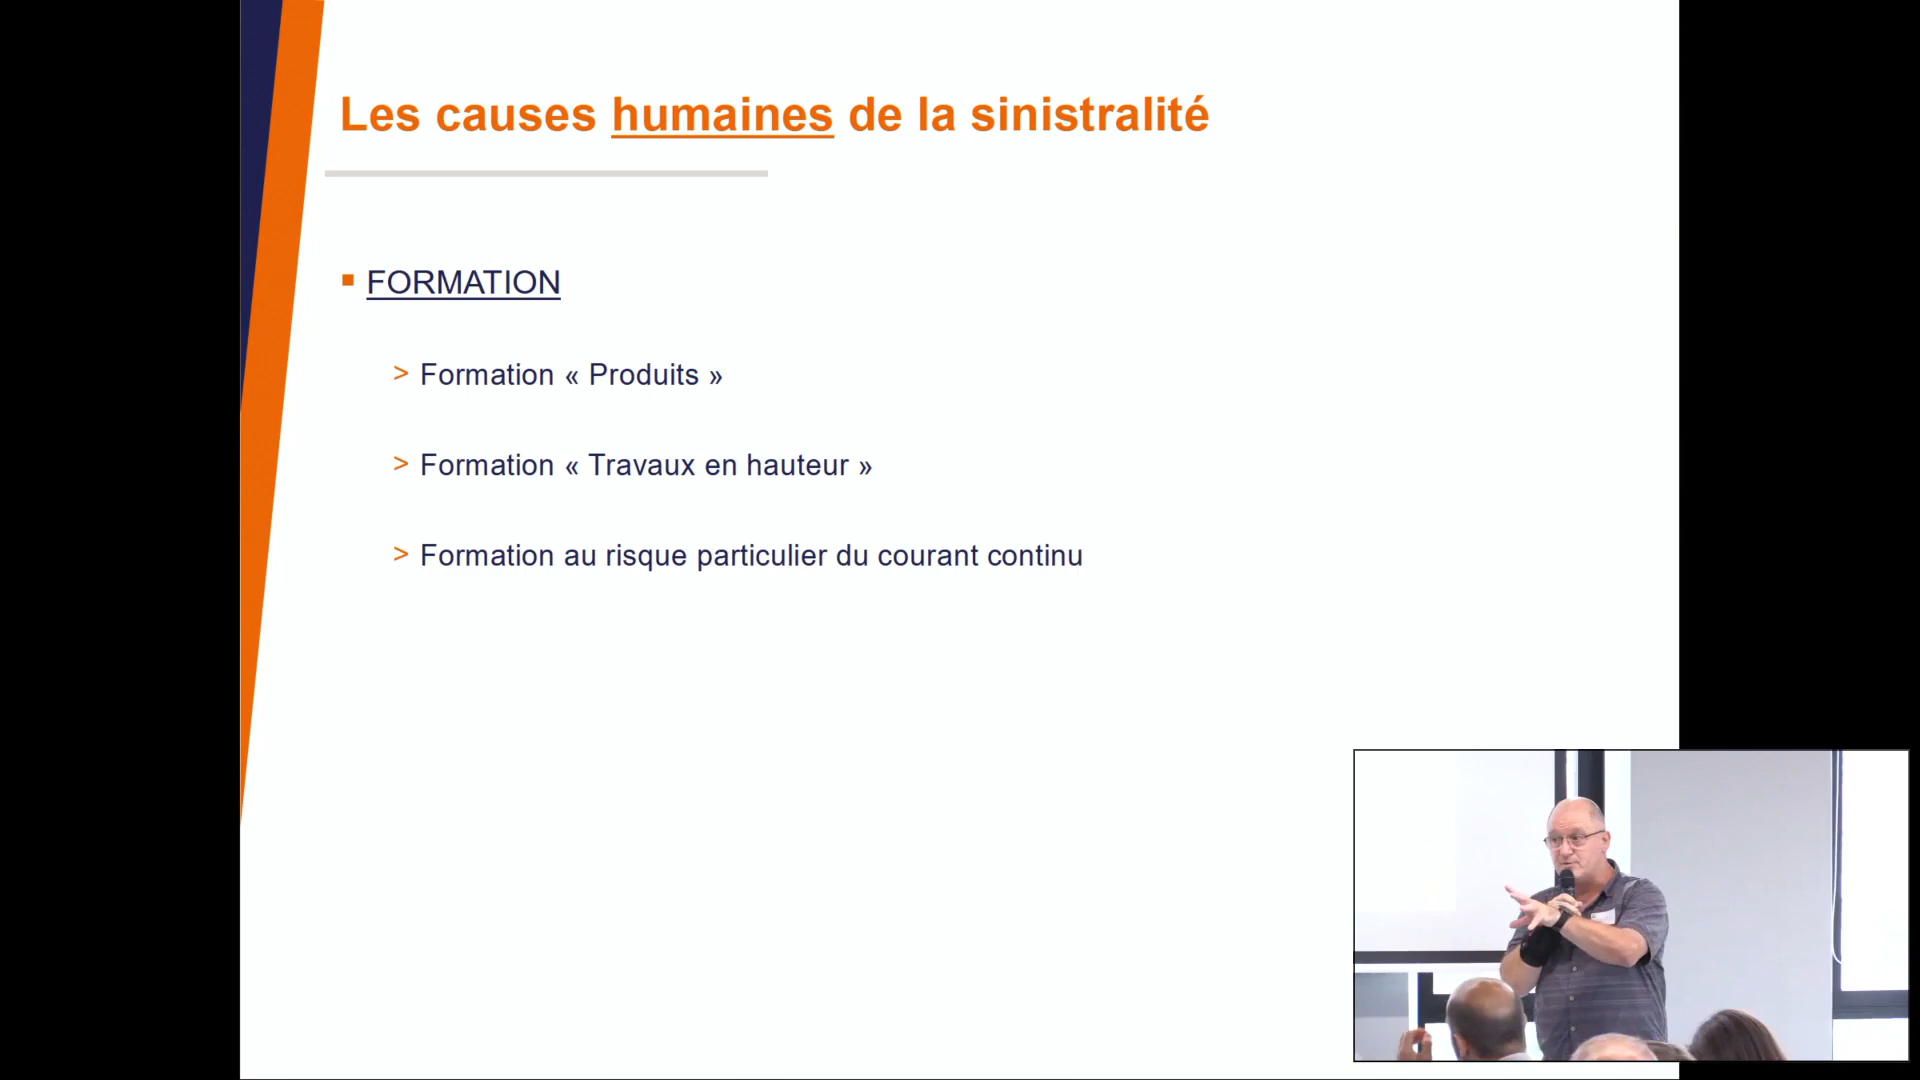 Les causes humaines de la sinistralité
FORMATION
> Formation « Produits »
> Formation « Travaux en hauteur »
> Formation au risque particulier du courant continu